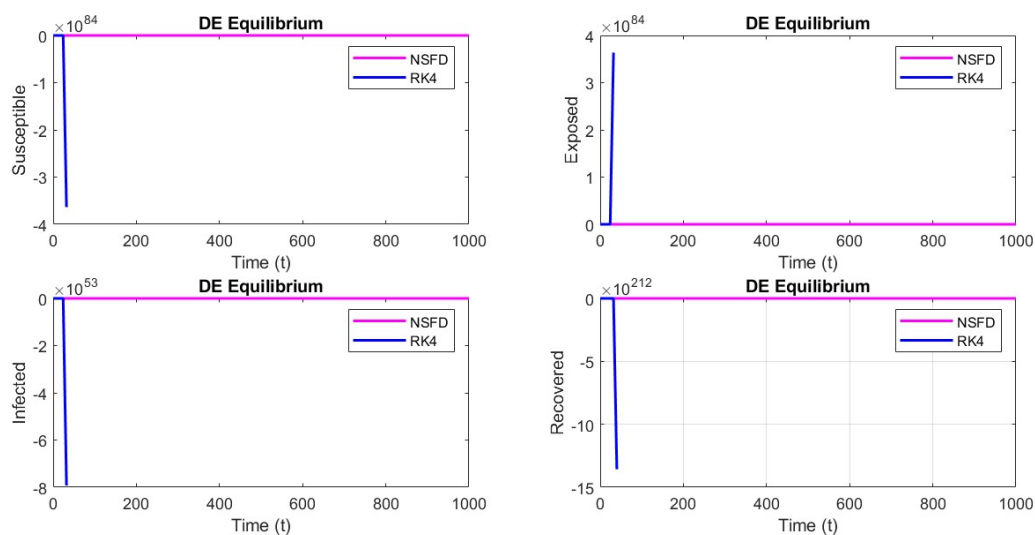 ×10^84
DE Equilibrium
0
-1
-2
-3
-4
Susceptible
NSFD
RK4
0 200 400 600 800 1000
Time (t)
×10^84
DE Equilibrium
4
3
2
1
0
Exposed
NSFD
RK4
0 200 400 600 800 1000
Time (t)
×10^53
DE Equilibrium
0
-2
-4
-6
-8
Infected
NSFD
RK4
0 200 400 600 800 1000
Time (t)
×10^212
DE Equilibrium
0
-5
-10
-15
Recovered
NSFD
RK4
0 200 400 600 800 1000
Time (t)